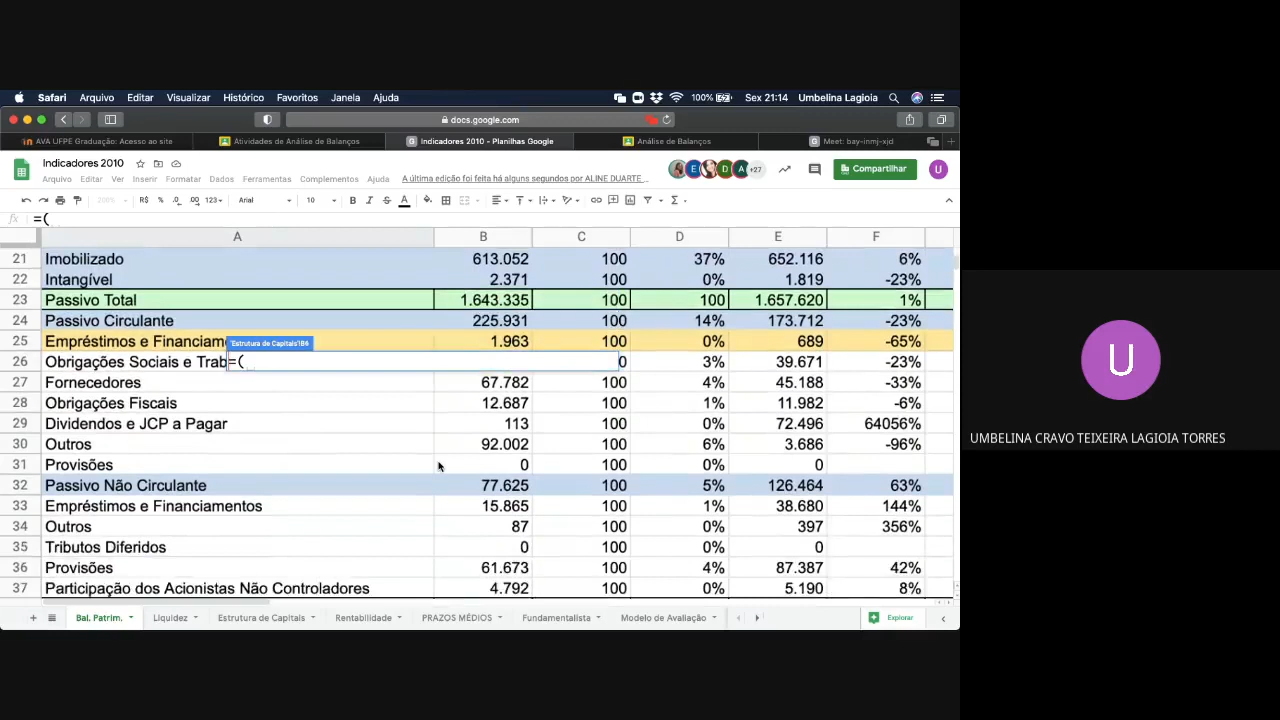 Safari Arquivo Editar Visualizar Histórico Favoritos Janela Ajuda 100% Sex 21:14 Umbelina Lagioia
docs.google.com
AVA UFPE Graduação: Acesso ao site Atividades de Análise de Balanços Indicadores 2010 - Planilhas Google Análise de Balanços Meet: bay-inmj-xjd
Indicadores 2010
+27 Compartilhar U
Arquivo Editar Ver Inserir Formatar Dados Ferramentas Complementos Ajuda A última edição foi feita há alguns segundos por ALINE DUARTE ...
200% R$ % .0 .00 123 Arial 10 B I S A Σ
fx =(
A B C D E F
21 Imobilizado 613.052 100 37% 652.116 6%
22 Intangível 2.371 100 0% 1.819 -23%
23 Passivo Total 1.643.335 100 100 1.657.620 1%
24 Passivo Circulante 225.931 100 14% 173.712 -23%
25 Empréstimos e Financiam 'Estrutura de Capitais'!B6 1.963 100 0% 689 -65%
26 Obrigações Sociais e Trab =( 0 3% 39.671 -23%
27 Fornecedores 67.782 100 4% 45.188 -33%
28 Obrigações Fiscais 12.687 100 1% 11.982 -6%
29 Dividendos e JCP a Pagar 113 100 0% 72.496 64056%
30 Outros 92.002 100 6% 3.686 -96%
31 Provisões 0 100 0% 0
32 Passivo Não Circulante 77.625 100 5% 126.464 63%
33 Empréstimos e Financiamentos 15.865 100 1% 38.680 144%
34 Outros 87 100 0% 397 356%
35 Tributos Diferidos 0 100 0% 0
36 Provisões 61.673 100 4% 87.387 42%
37 Participação dos Acionistas Não Controladores 4.792 100 0% 5.190 8%
Bal. Patrim. Liquidez Estrutura de Capitais Rentabilidade PRAZOS MÉDIOS Fundamentalista Modelo de Avaliação Explorar
U
UMBELINA CRAVO TEIXEIRA LAGIOIA TORRES